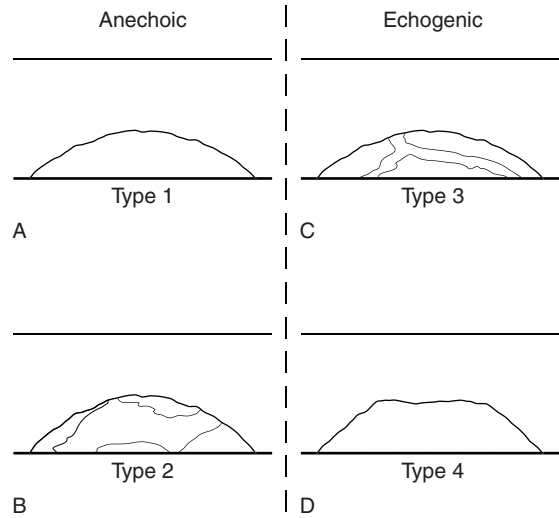 Anechoic
Echogenic
Type 1
Type 3
A
C
Type 2
Type 4
B
D